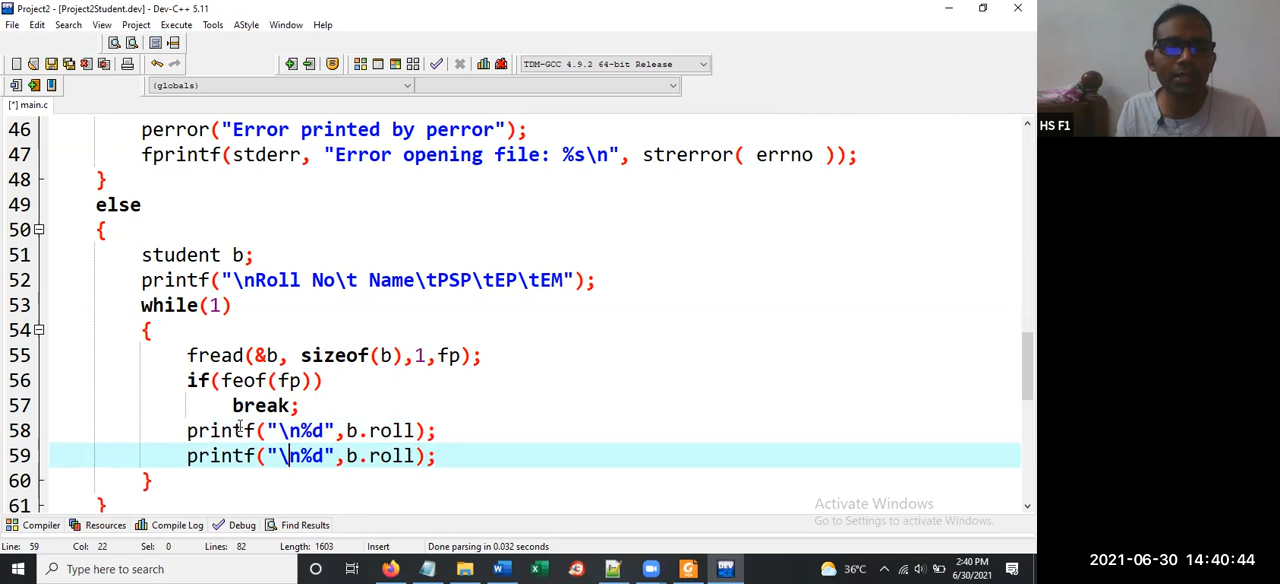 Project2 - [Project2Student.dev] - Dev-C++ 5.11
File Edit Search View Project Execute Tools AStyle Window Help
TDM-GCC 4.9.2 64-bit Release
(globals)
[*] main.c
HS F1
46 perror("Error printed by perror");
47 fprintf(stderr, "Error opening file: %s\n", strerror( errno ));
48 }
49 else
50 {
51 student b;
52 printf("\nRoll No\t Name\tPSP\tEP\tEM");
53 while(1)
54 {
55 fread(&b, sizeof(b),1,fp);
56 if(feof(fp))
57 break;
58 printf("\n%d",b.roll);
59 printf("\n%d",b.roll);
60 }
61 }
Activate Windows
Go to Settings to activate Windows.
Compiler Resources Compile Log Debug Find Results
Line: 59 Col: 22 Sel: 0 Lines: 82 Length: 1603 Insert Done parsing in 0.032 seconds
Type here to search
DEV
36°C
2:40 PM
6/30/2021
2021-06-30 14:40:44